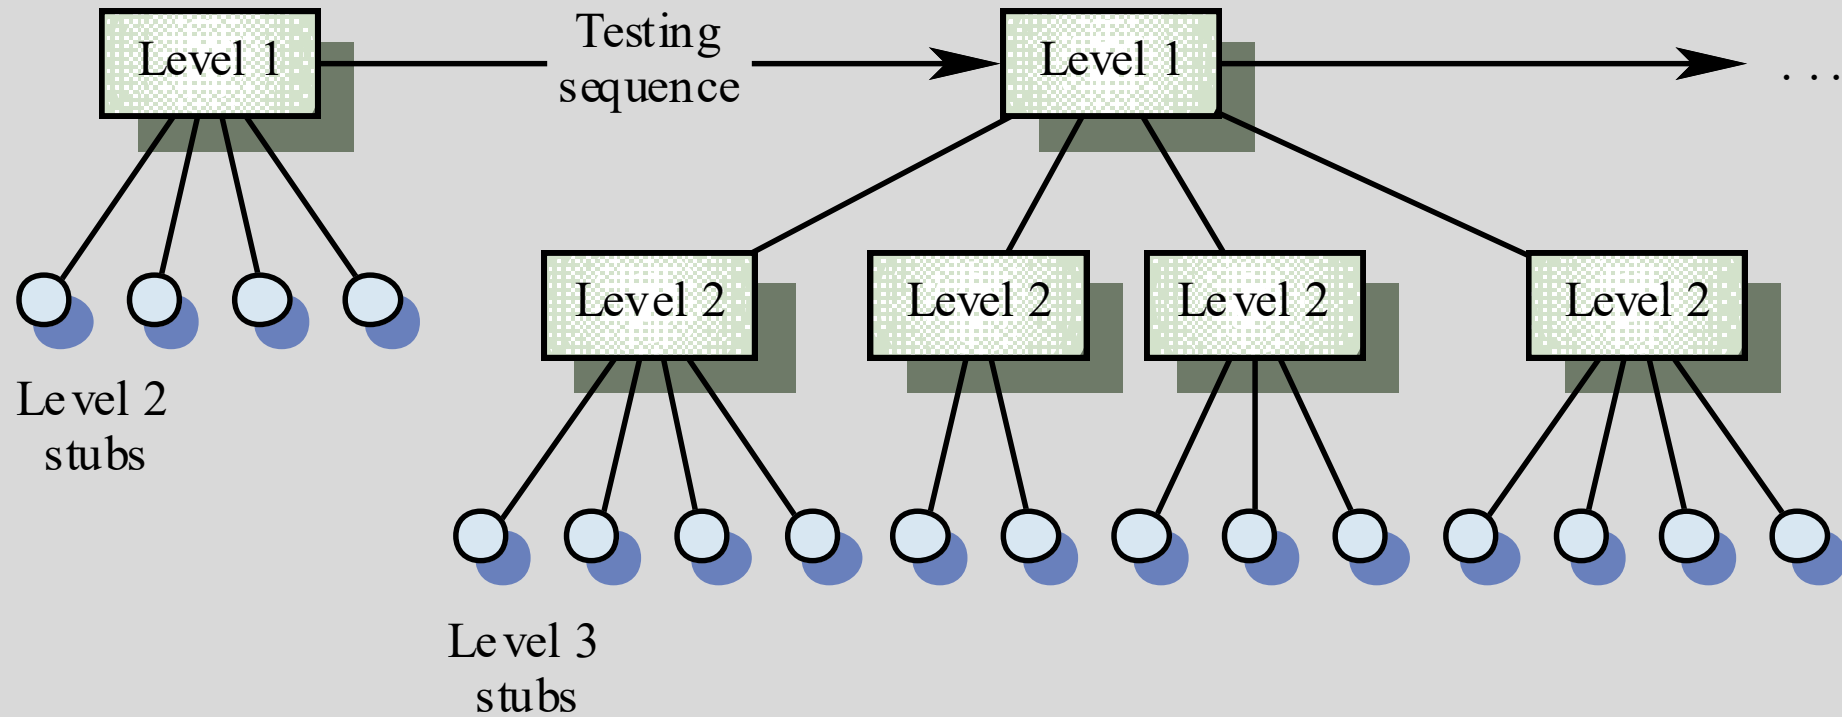 Level 1
Testing
sequence
Level 1
. . .
Level 2
Level 2
Level 2
Level 2
Level 2
stubs
Level 3
stubs